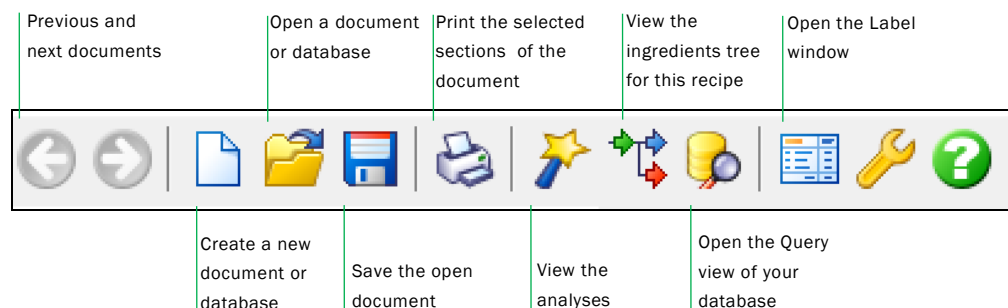 Previous and
next documents
Open a document
or database
Print the selected
sections of the
document
View the
ingredients tree
for this recipe
Open the Label
window
?
Create a new
document or
database
Save the open
document
View the
analyses
Open the Query
view of your
database